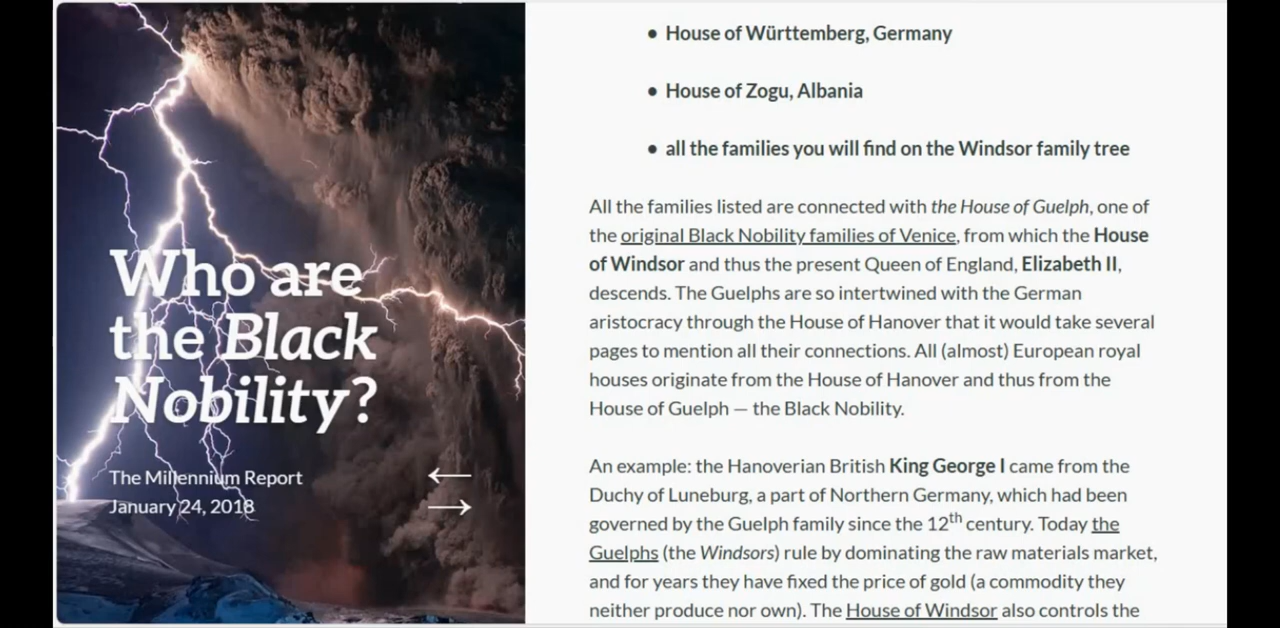 Who are
the Black
Nobility?
The Millennium Report
January 24, 2018
• House of Württemberg, Germany
• House of Zogu, Albania
• all the families you will find on the Windsor family tree
All the families listed are connected with the House of Guelph, one of
the original Black Nobility families of Venice, from which the House
of Windsor and thus the present Queen of England, Elizabeth II,
descends. The Guelphs are so intertwined with the German
aristocracy through the House of Hanover that it would take several
pages to mention all their connections. All (almost) European royal
houses originate from the House of Hanover and thus from the
House of Guelph — the Black Nobility.
An example: the Hanoverian British King George I came from the
Duchy of Luneburg, a part of Northern Germany, which had been
governed by the Guelph family since the 12th century. Today the
Guelphs (the Windsors) rule by dominating the raw materials market,
and for years they have fixed the price of gold (a commodity they
neither produce nor own). The House of Windsor also controls the